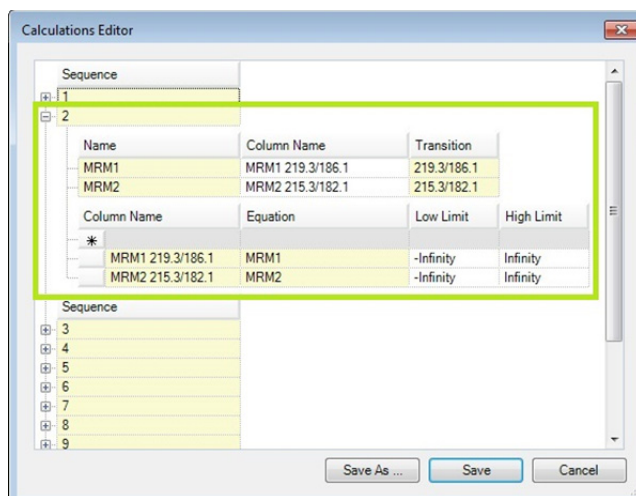 Calculations Editor
Sequence
1
2
Name Column Name Transition
MRM1 MRM1 219.3/186.1 219.3/186.1
MRM2 MRM2 215.3/182.1 215.3/182.1
Column Name Equation Low Limit High Limit
MRM1 219.3/186.1 MRM1 -Infinity Infinity
MRM2 215.3/182.1 MRM2 -Infinity Infinity
Sequence
3
4
5
6
7
8
9
Save As ... Save Cancel